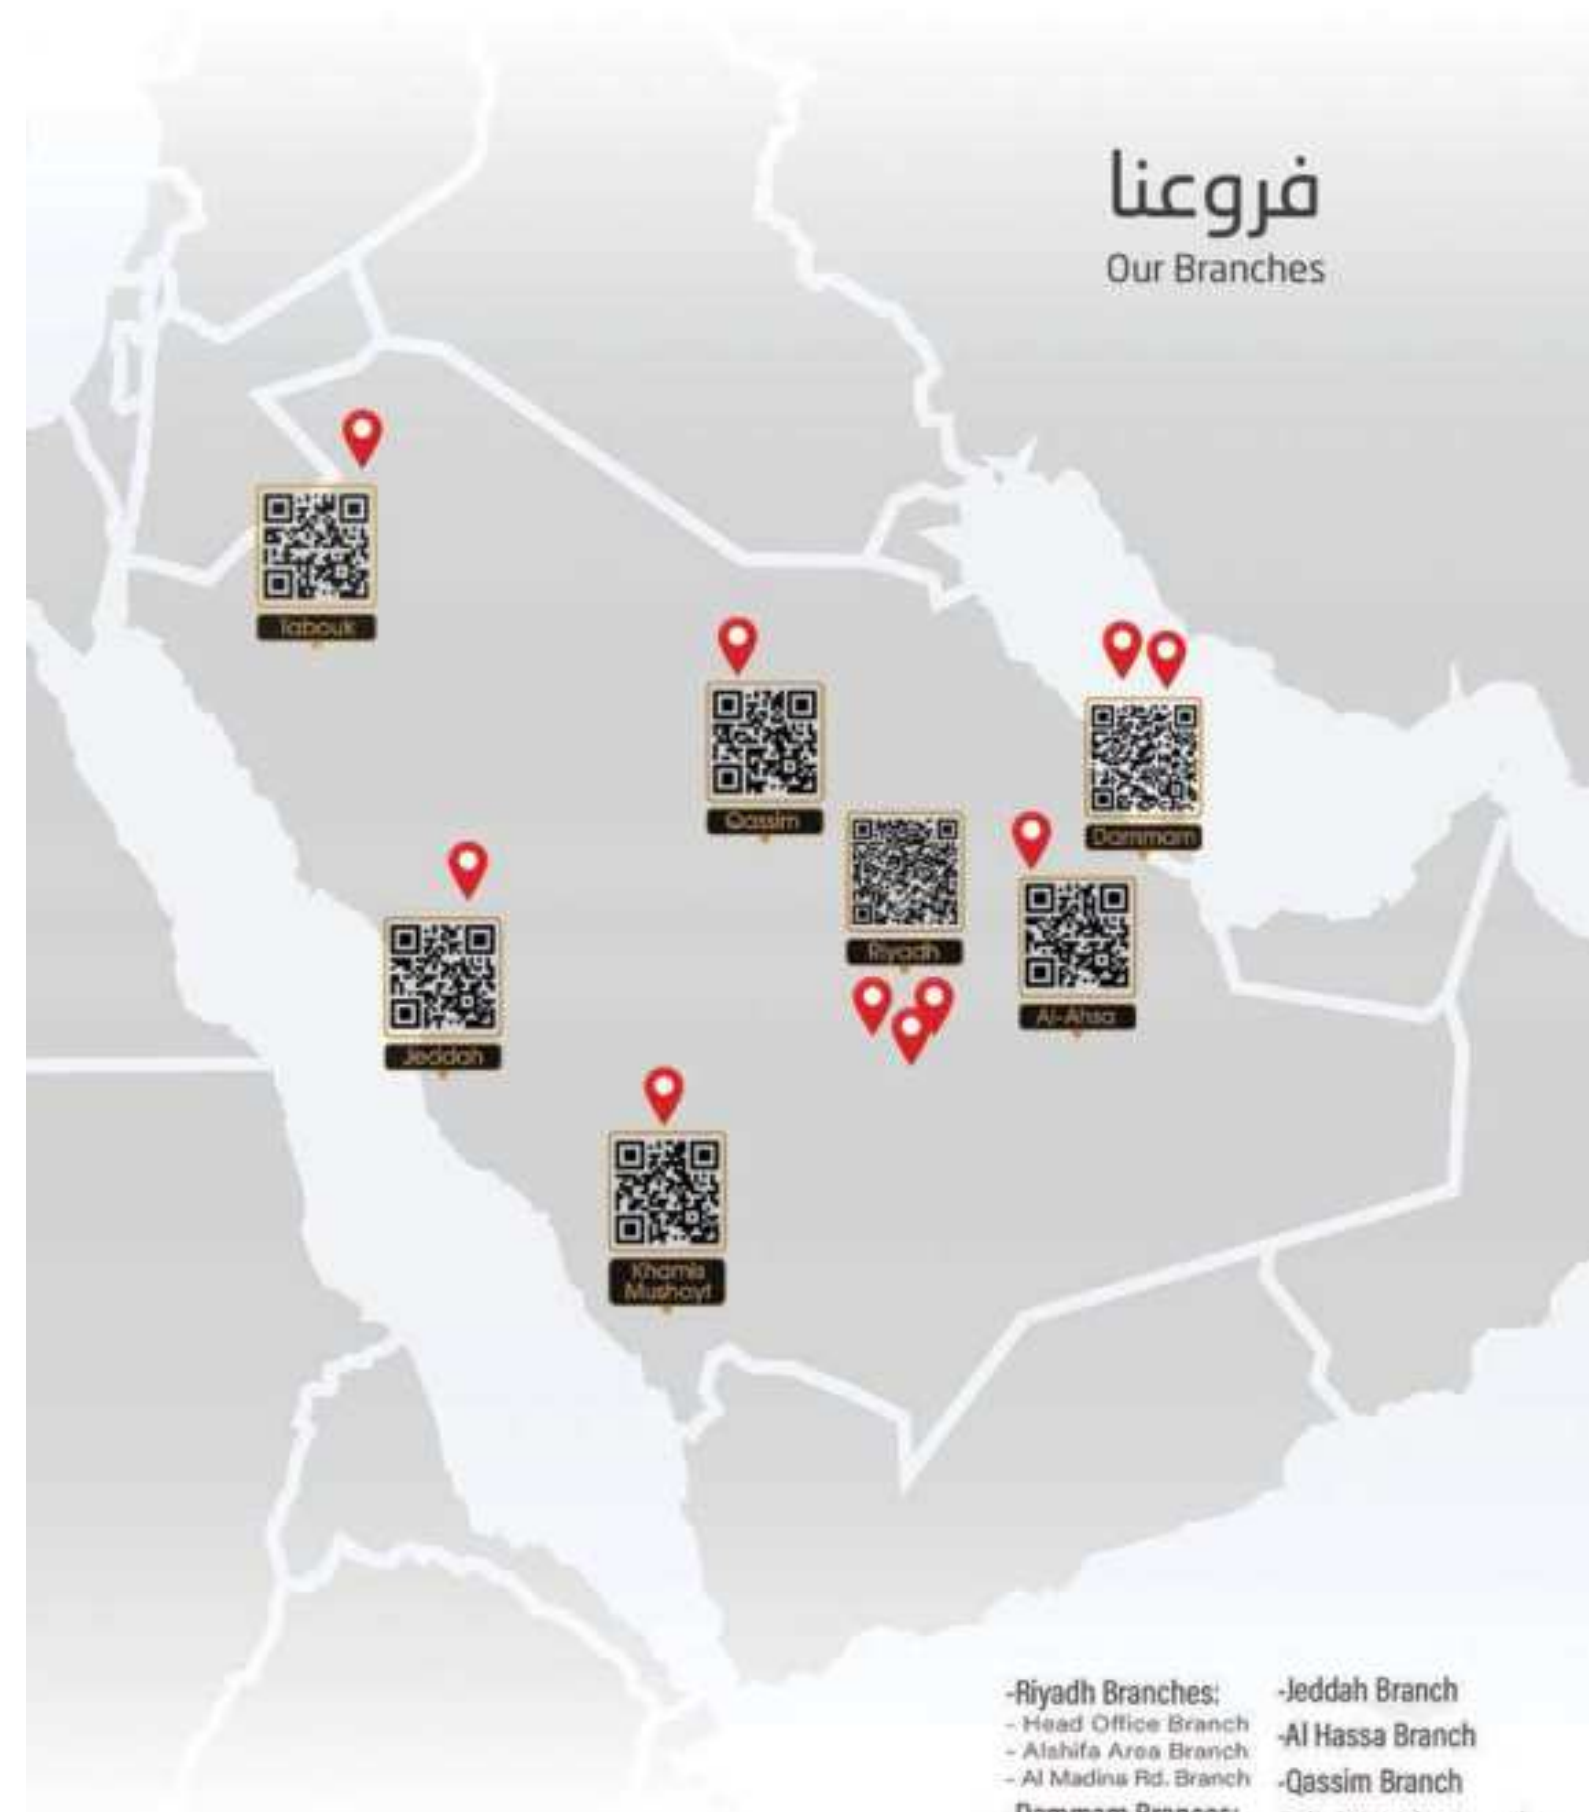 فروعنا
Our Branches
Tabouk
Qassim
Dammam
Riyadh
Al-Ahsa
Jeddah
Khamis
Mushayt
-Riyadh Branches:
- Head Office Branch
- Alshifa Area Branch
- Al Madina Rd. Branch
-Jeddah Branch
-Al Hassa Branch
-Qassim Branch